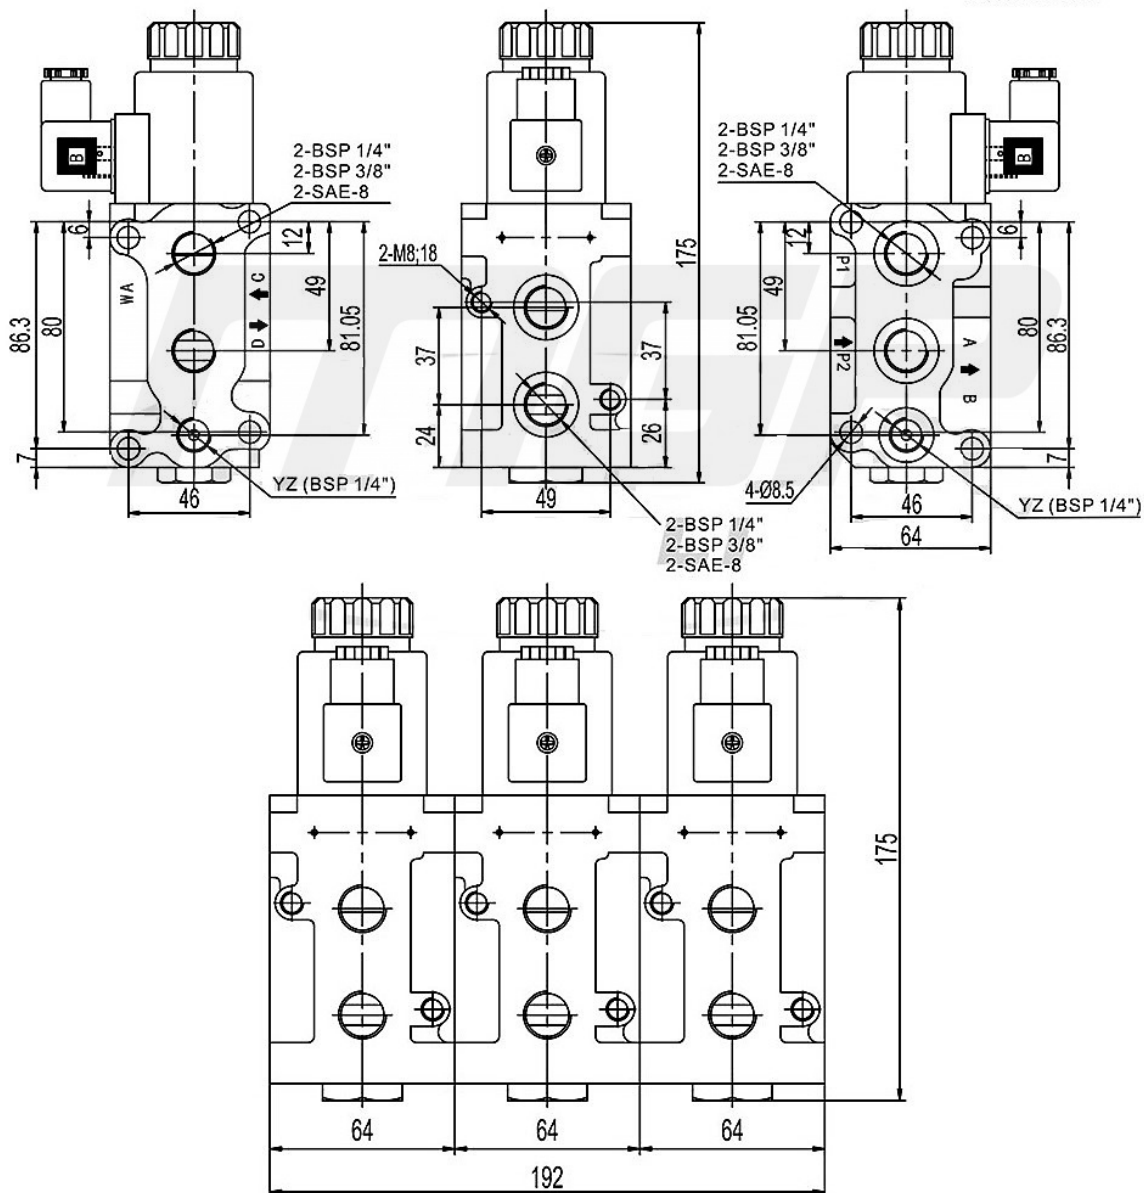 2-BSP 1/4"
2-BSP 3/8"
2-SAE-8
B
6
12
49
81.05
86.3
80
7
WA
C
D
46
YZ (BSP 1/4")
175
2-M8;18
37
24
37
26
49
2-BSP 1/4"
2-BSP 3/8"
2-SAE-8
2-BSP 1/4"
2-BSP 3/8"
2-SAE-8
B
6
12
49
81.05
80
86.3
7
P1
P2
A
B
4-Ø8.5
46
64
YZ (BSP 1/4")
175
64
64
64
192